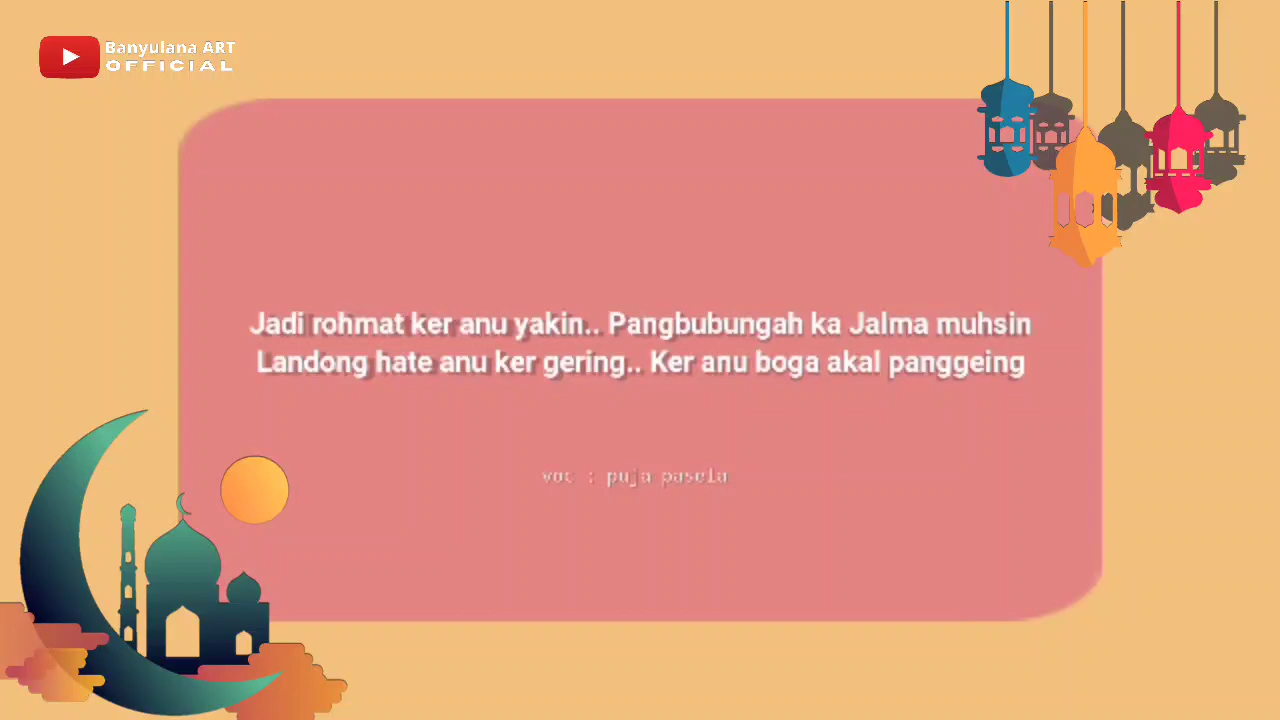 Banyulana ART
OFFICIAL
Jadi rohmat ker anu yakin.. Pangbubungah ka Jalma muhsin
Landong hate anu ker gering.. Ker anu boga akal panggeing
voc : puja pasela